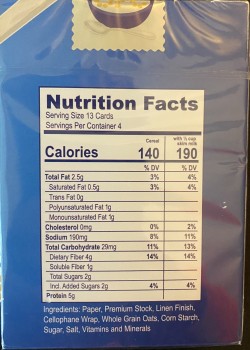 Nutrition Facts
Serving Size 13 Cards
Servings Per Container 4
Cereal with ½ cup skim milk
Calories 140 190
% DV % DV
Total Fat 2.5g 3% 4%
Saturated Fat 0.5g 3% 4%
Trans Fat 0g
Polyunsaturated Fat 1g
Monounsaturated Fat 1g
Cholesterol 0mg 0% 2%
Sodium 190mg 8% 11%
Total Carbohydrate 29mg 11% 13%
Dietary Fiber 4g 14% 14%
Soluble Fiber 1g
Total Sugars 2g
Incl. Added Sugars 2g 4% 4%
Protein 5g
Ingredients: Paper, Premium Stock, Linen Finish,
Cellophane Wrap, Whole Grain Oats, Corn Starch,
Sugar, Salt, Vitamins and Minerals